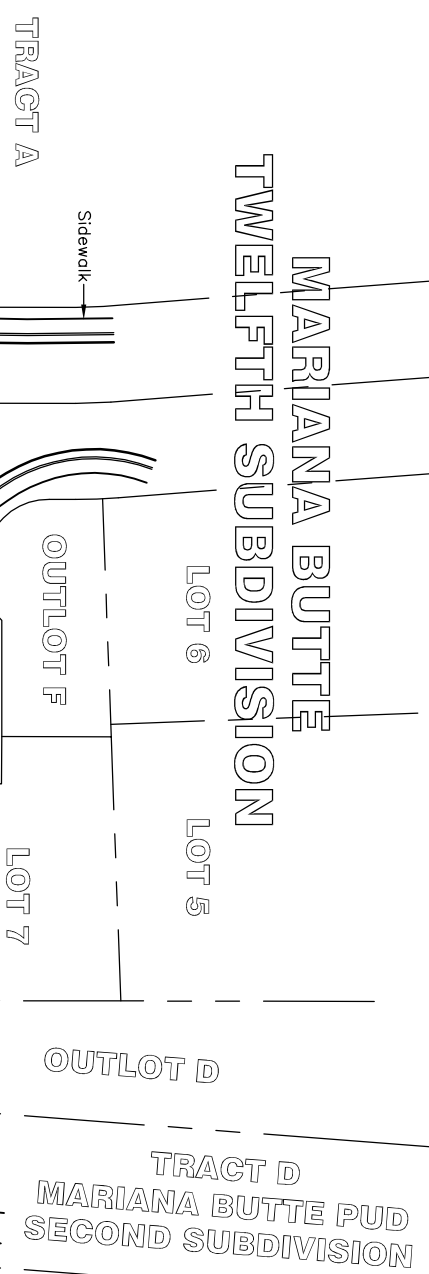 TRACT A
Sidewalk
MARIANA BUTTE
TWELFTH SUBDIVISION
OUTLOT F
LOT 6
LOT 5
LOT 7
OUTLOT D
TRACT D
MARIANA BUTTE PUD
SECOND SUBDIVISION